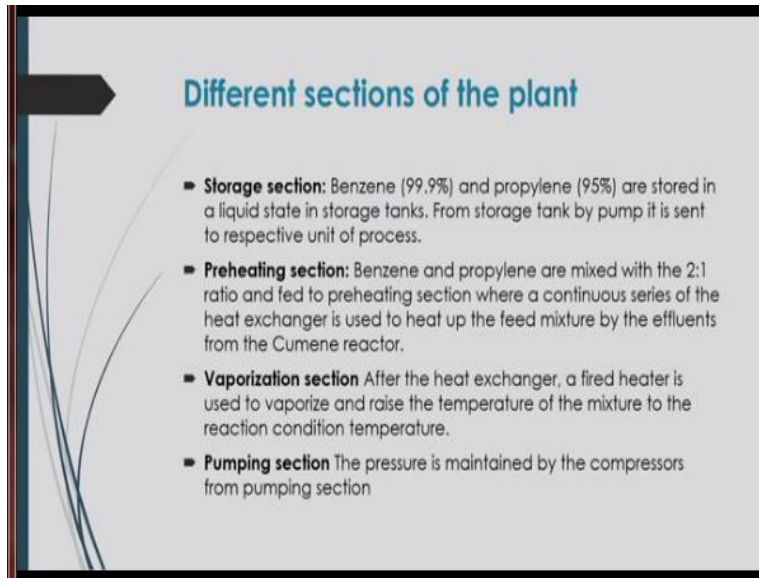 Different sections of the plant
Storage section: Benzene (99.9%) and propylene (95%) are stored in
a liquid state in storage tanks. From storage tank by pump it is sent
to respective unit of process.
Preheating section: Benzene and propylene are mixed with the 2:1
ratio and fed to preheating section where a continuous series of the
heat exchanger is used to heat up the feed mixture by the effluents
from the Cumene reactor.
Vaporization section After the heat exchanger, a fired heater is
used to vaporize and raise the temperature of the mixture to the
reaction condition temperature.
Pumping section The pressure is maintained by the compressors
from pumping section